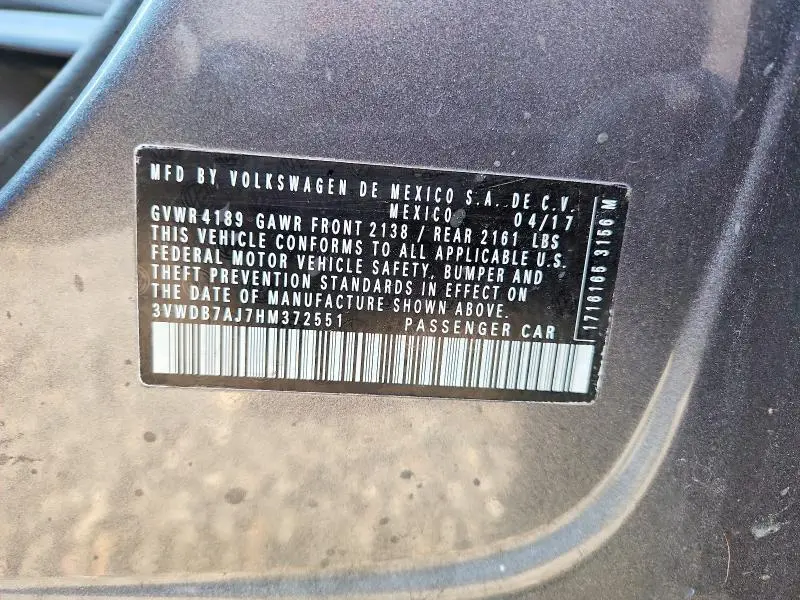 MFD BY VOLKSWAGEN DE MEXICO S.A. DE C.V.
MEXICO 04/17
GVWR4189 GAWR FRONT 2138 / REAR 2161 LBS
THIS VEHICLE CONFORMS TO ALL APPLICABLE U.S.
FEDERAL MOTOR VEHICLE SAFETY, BUMPER AND
THEFT PREVENTION STANDARDS IN EFFECT ON
THE DATE OF MANUFACTURE SHOWN ABOVE.
3VWDB7AJ7HM372551 PASSENGER CAR
1716166 3156 M